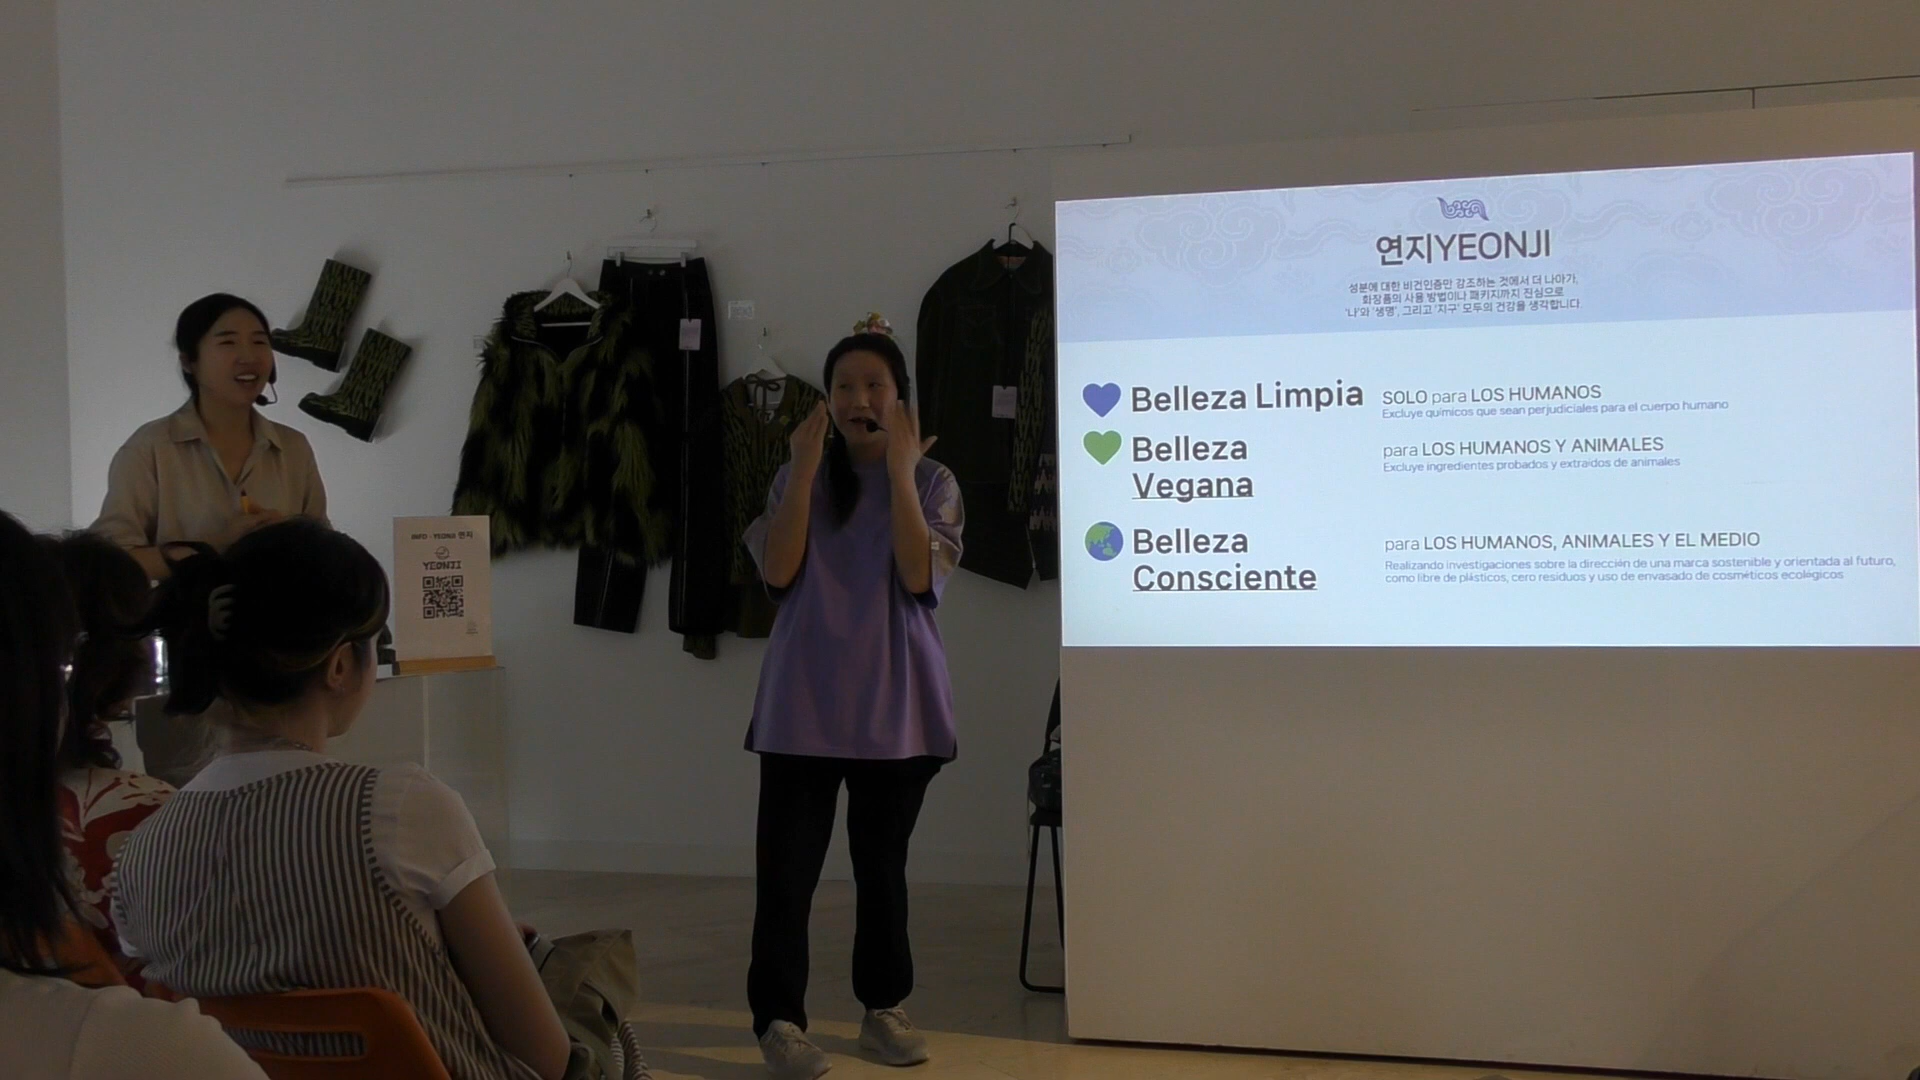 INFO - YEONJI 연지
YEONJI
연지YEONJI
성분에 대한 비건인증만 강조하는 것에서 더 나아가,
화장품의 사용 방법이나 패키지까지 진심으로
'나'와 '생명', 그리고 '지구' 모두의 건강을 생각합니다.
Belleza Limpia
SOLO para LOS HUMANOS
Excluye químicos que sean perjudiciales para el cuerpo humano
Belleza
Vegana
para LOS HUMANOS Y ANIMALES
Excluye ingredientes probados y extraídos de animales
Belleza
Consciente
para LOS HUMANOS, ANIMALES Y EL MEDIO
Realizando investigaciones sobre la dirección de una marca sostenible y orientada al futuro,
como libre de plásticos, cero residuos y uso de envasado de cosméticos ecológicos